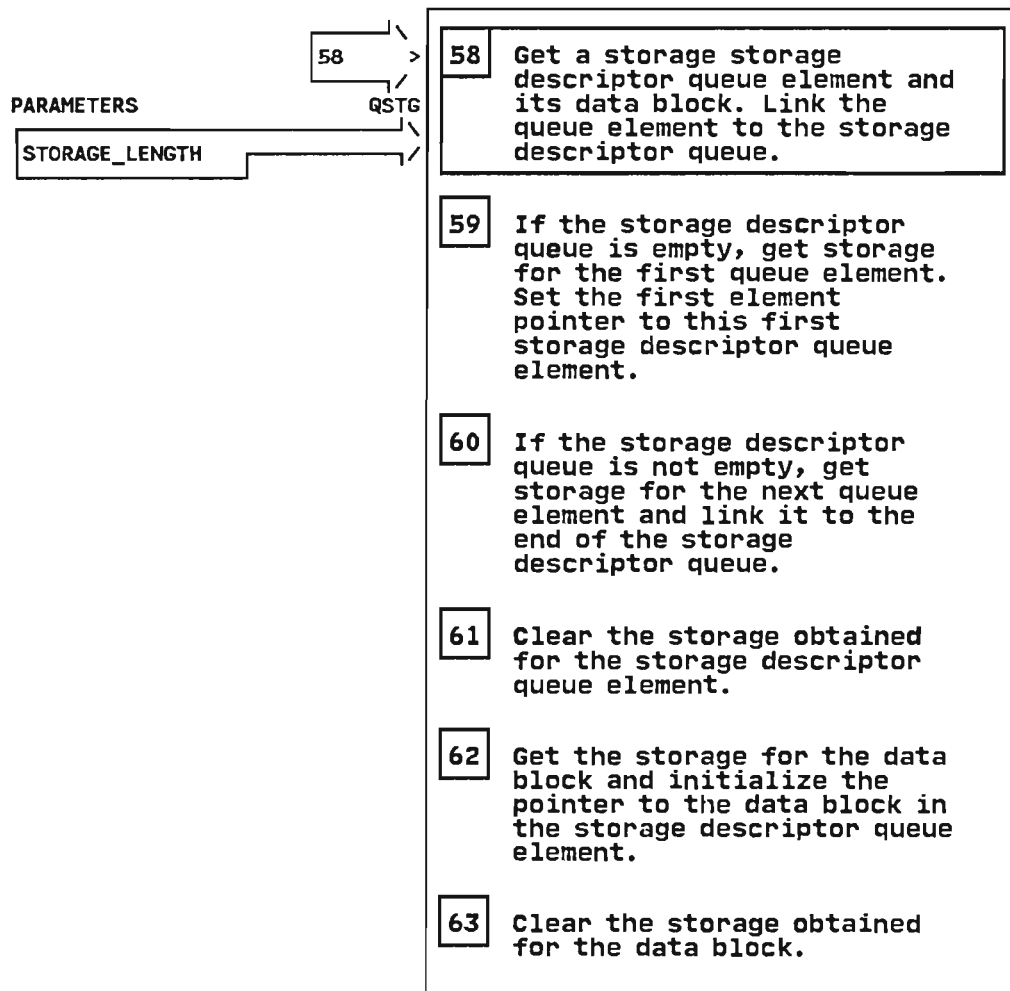 58 >
58 Get a storage storage
descriptor queue element and
its data block. Link the
queue element to the storage
descriptor queue.
PARAMETERS QSTG
STORAGE_LENGTH
59 If the storage descriptor
queue is empty, get storage
for the first queue element.
Set the first element
pointer to this first
storage descriptor queue
element.
60 If the storage descriptor
queue is not empty, get
storage for the next queue
element and link it to the
end of the storage
descriptor queue.
61 Clear the storage obtained
for the storage descriptor
queue element.
62 Get the storage for the data
block and initialize the
pointer to the data block in
the storage descriptor queue
element.
63 Clear the storage obtained
for the data block.